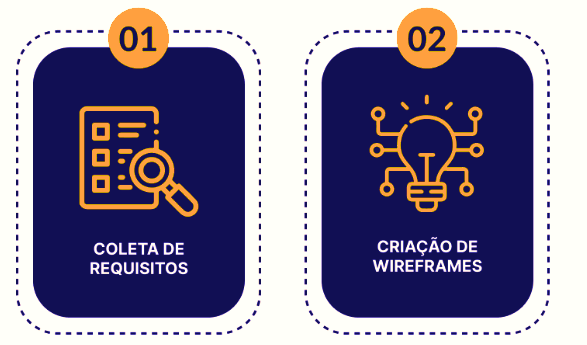 01
COLETA DE
REQUISITOS
02
CRIAÇÃO DE
WIREFRAMES